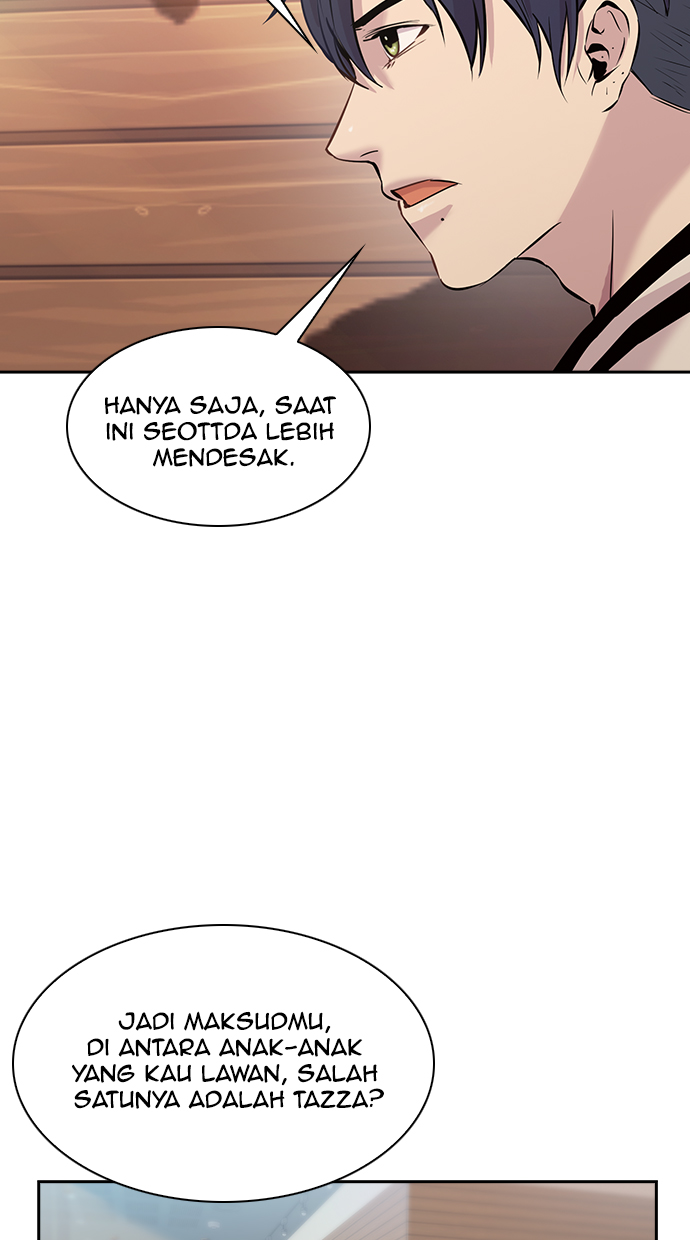 HANYA SAJA, SAAT
INI SEOTTDA LEBIH
MENDESAK.
JADI MAKSUDMU,
DI ANTARA ANAK-ANAK
YANG KAU LAWAN, SALAH
SATUNYA ADALAH TAZZA?